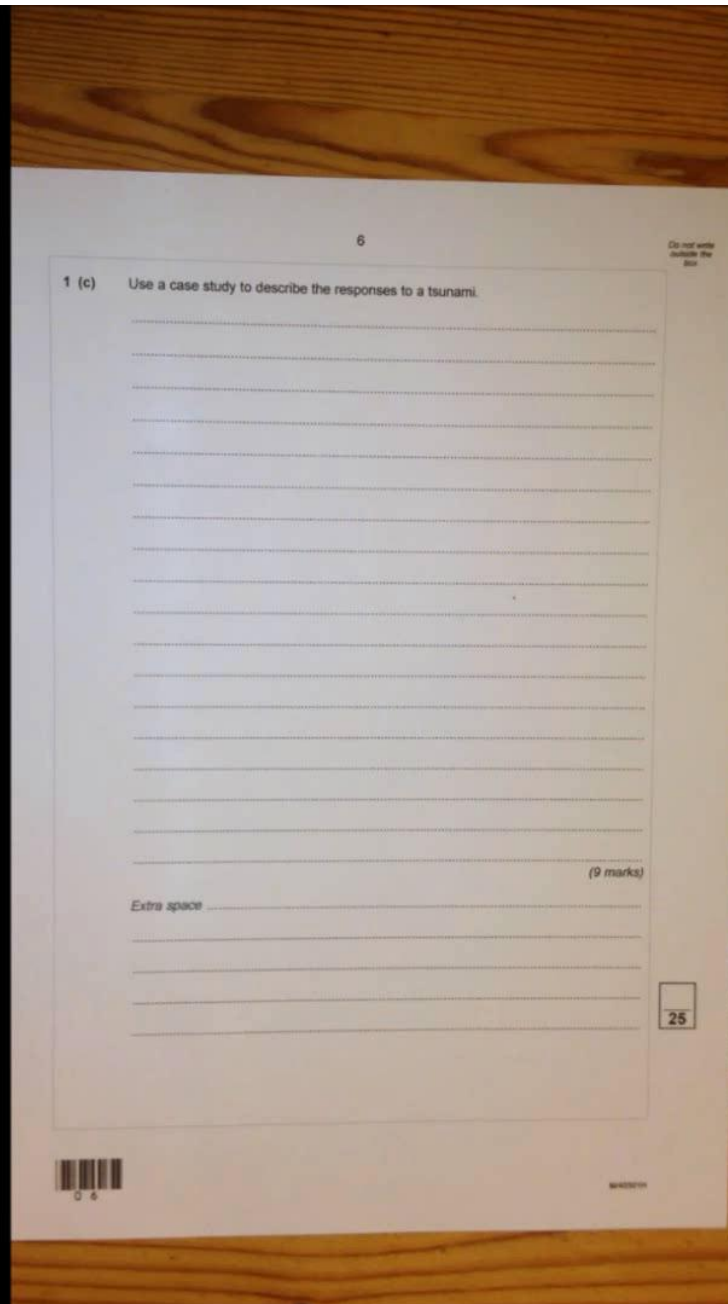 6
Do not write
outside the
box
1 (c) Use a case study to describe the responses to a tsunami.
(9 marks)
Extra space
25
0 6